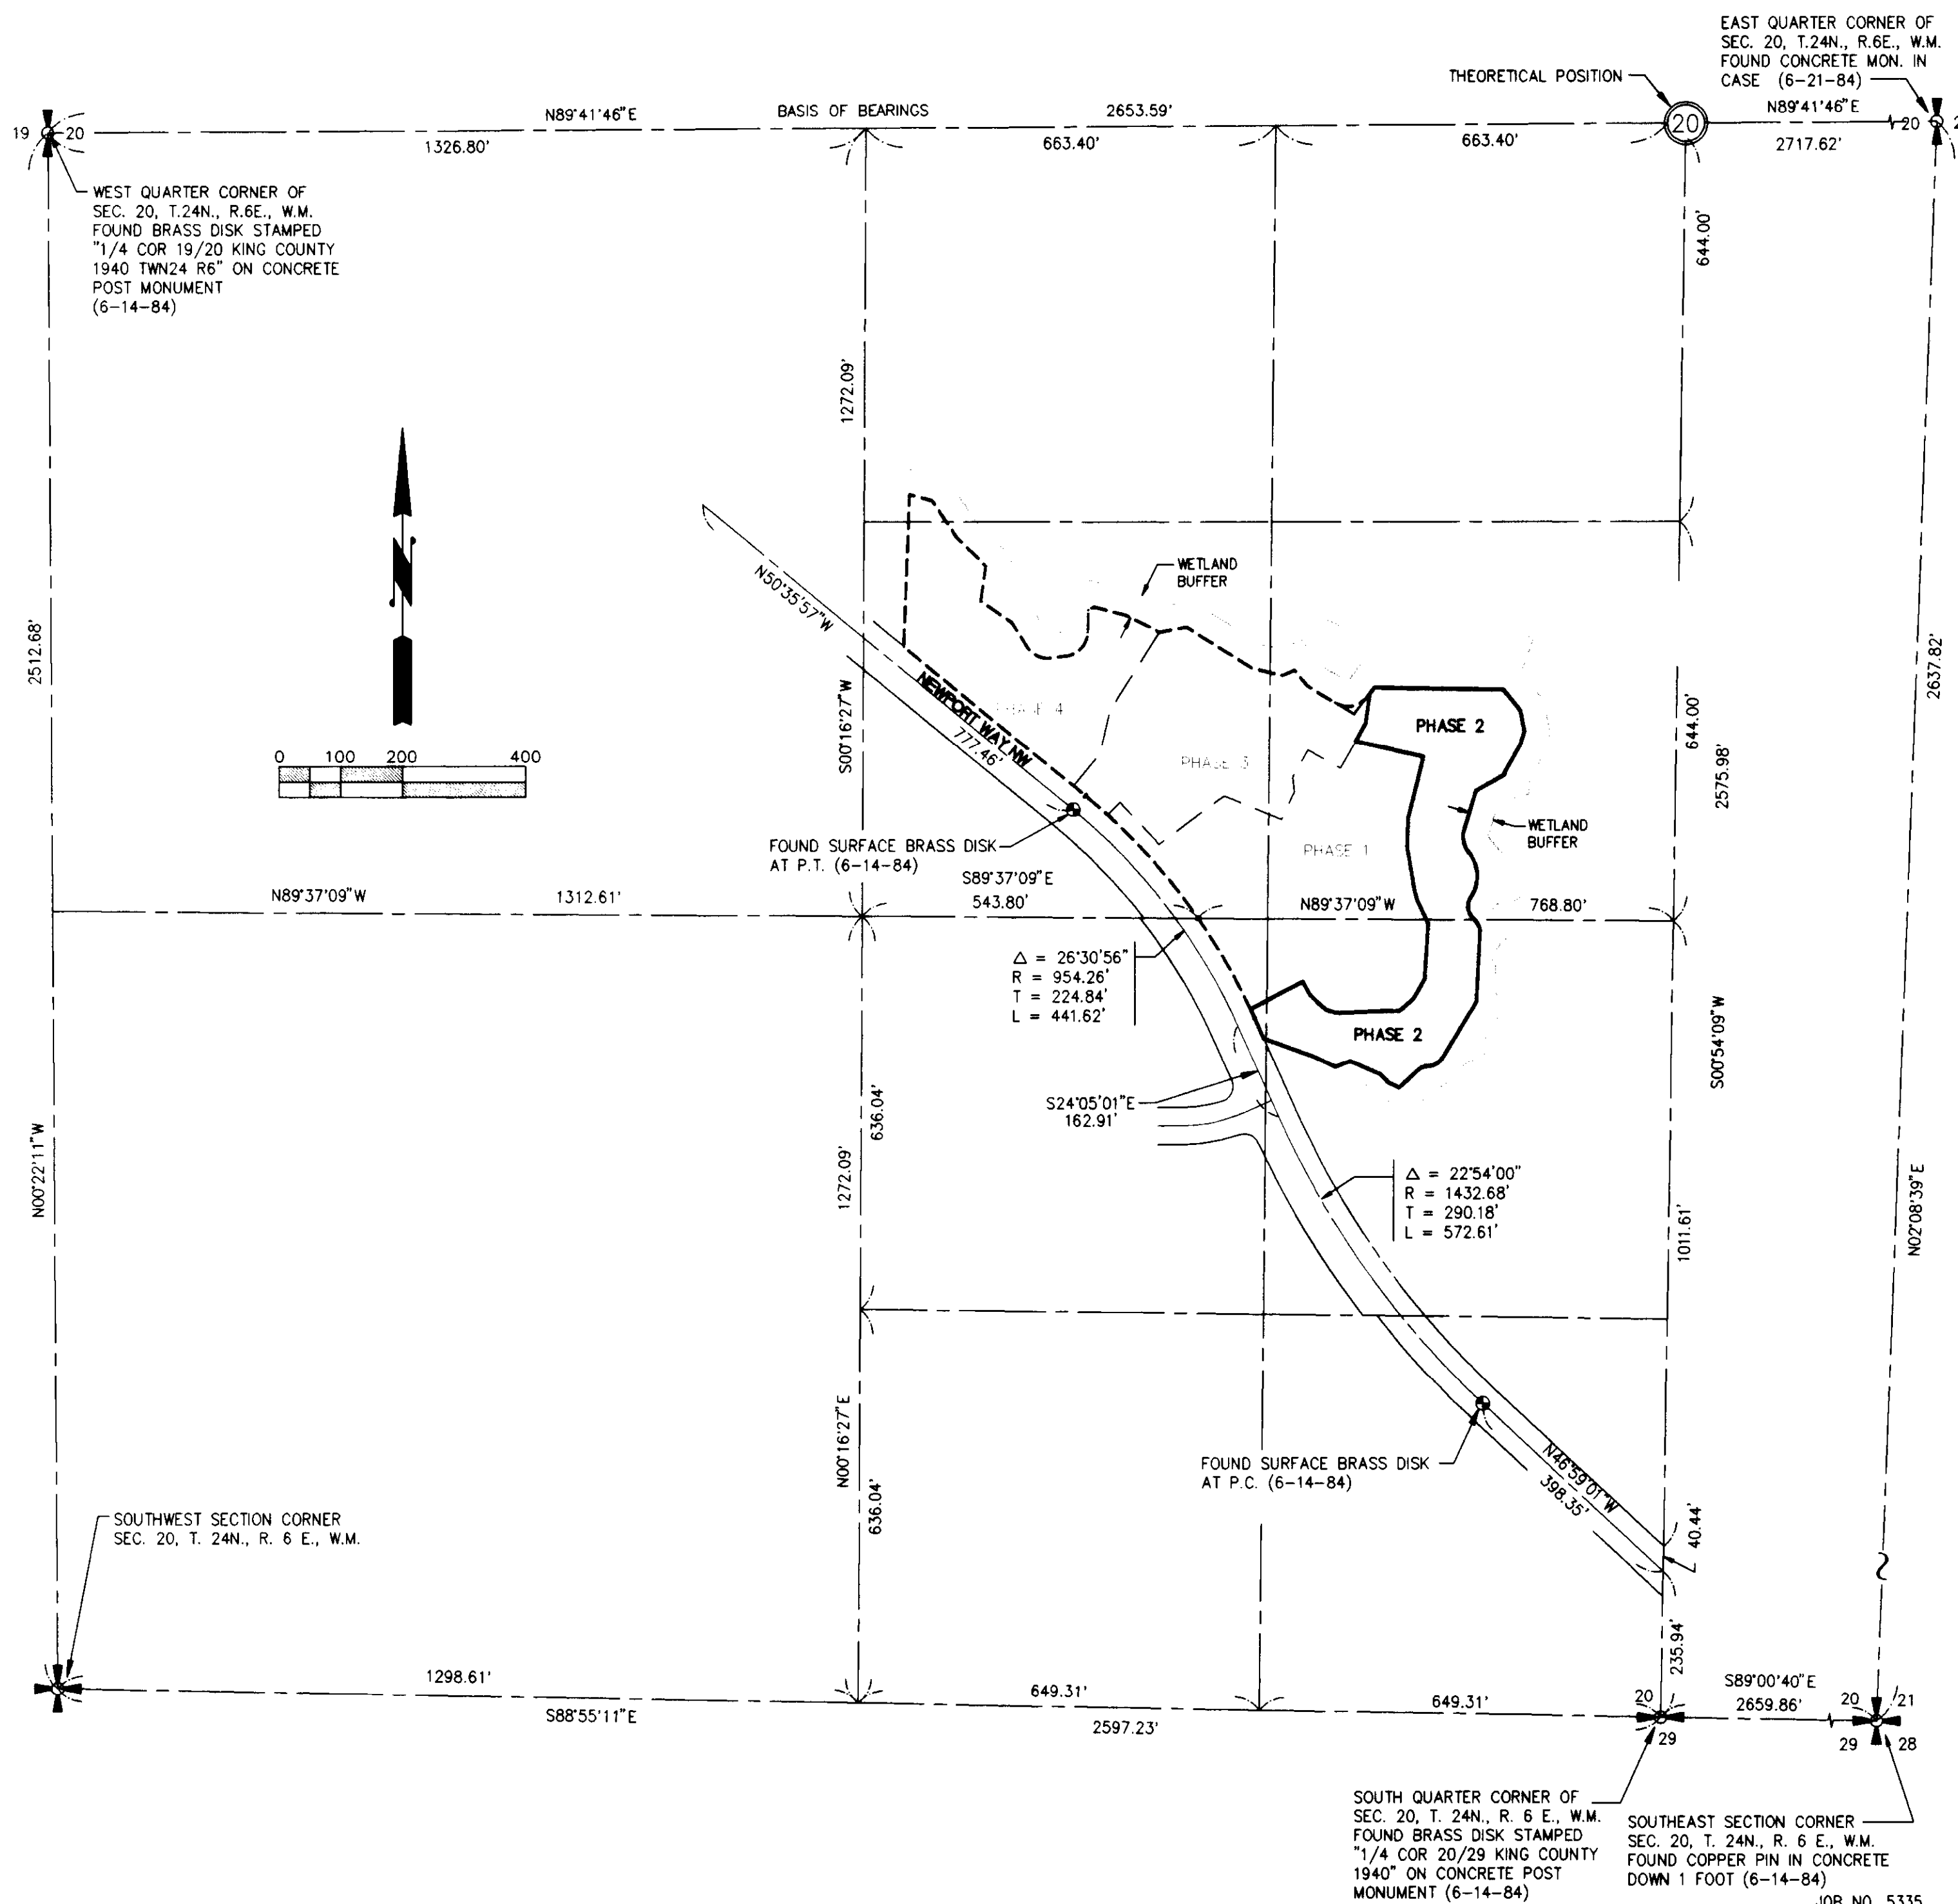 EAST QUARTER CORNER OF
SEC. 20, T.24N., R.6E., W.M.
FOUND CONCRETE MON. IN
CASE (6-21-84)
THEORETICAL POSITION
N89°41'46"E
BASIS OF BEARINGS
2653.59'
N89°41'46"E
19
20
20
20
1326.80'
663.40'
663.40'
2717.62'
WEST QUARTER CORNER OF
SEC. 20, T.24N., R.6E., W.M.
FOUND BRASS DISK STAMPED
"1/4 COR 19/20 KING COUNTY
1940 TWN24 R6" ON CONCRETE
POST MONUMENT
(6-14-84)
644.00'
1272.09'
N
0 100 200 400
2512.68'
N50°35'57"W
WETLAND
BUFFER
2637.82'
S00°16'27"W
NEWPORT WAY NW
777.46'
PHASE 4
PHASE 3
PHASE 2
644.00'
2575.98'
WETLAND
BUFFER
PHASE 1
FOUND SURFACE BRASS DISK
AT P.T. (6-14-84)
S89°37'09"E
543.80'
N89°37'09"W
1312.61'
N89°37'09"W
768.80'
Δ = 26°30'56"
R = 954.26'
T = 224.84'
L = 441.62'
PHASE 2
S00°54'09"W
S24°05'01"E
162.91'
636.04'
1272.09'
N00°22'11"W
Δ = 22°54'00"
R = 1432.68'
T = 290.18'
L = 572.61'
1011.61'
N02°08'39"E
N00°16'27"E
636.04'
FOUND SURFACE BRASS DISK
AT P.C. (6-14-84)
N46°59'01"W
398.35'
40.44'
SOUTHWEST SECTION CORNER
SEC. 20, T. 24N., R. 6 E., W.M.
235.94'
1298.61'
S88°55'11"E
649.31'
2597.23'
649.31'
20
29
S89°00'40"E
2659.86'
20
21
29
28
SOUTH QUARTER CORNER OF
SEC. 20, T. 24N., R. 6 E., W.M.
FOUND BRASS DISK STAMPED
"1/4 COR 20/29 KING COUNTY
1940" ON CONCRETE POST
MONUMENT (6-14-84)
SOUTHEAST SECTION CORNER
SEC. 20, T. 24N., R. 6 E., W.M.
FOUND COPPER PIN IN CONCRETE
DOWN 1 FOOT (6-14-84)
JOB NO. 5335